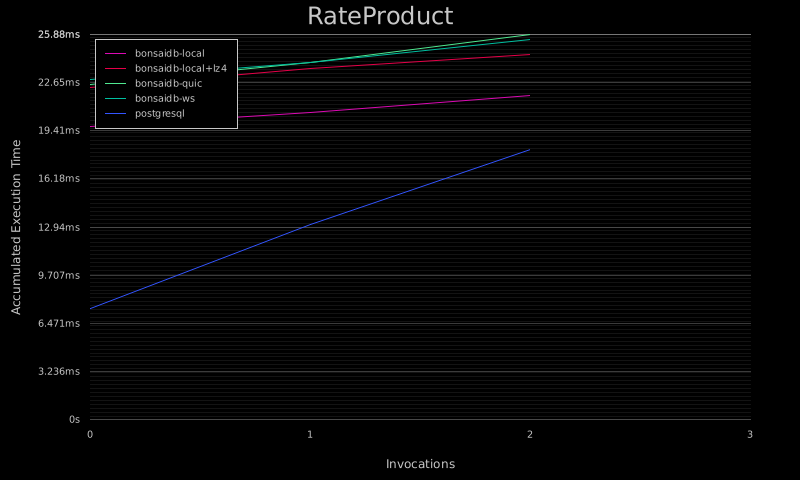 RateProduct
25.88ms
22.65ms
19.41ms
16.18ms
12.94ms
9.707ms
6.471ms
3.236ms
0s
Accumulated Execution Time
bonsaidb-local
bonsaidb-local+lz4
bonsaidb-quic
bonsaidb-ws
postgresql
0 1 2 3
Invocations